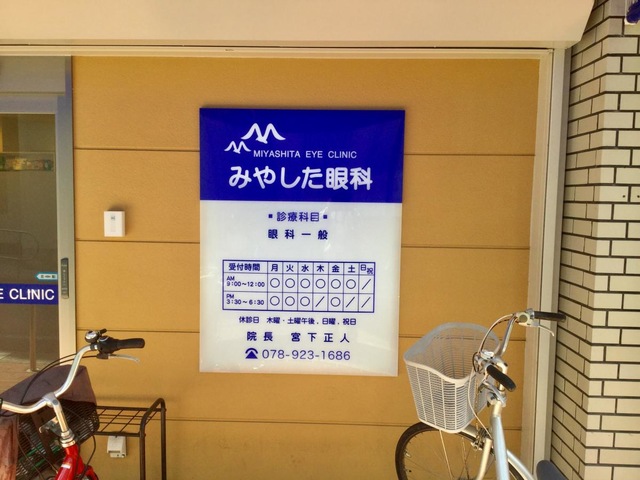 MIYASHITA EYE CLINIC
みやした眼科
▪診療科目▪
眼科一般
受付時間 月 火 水 木 金 土 日祝
AM 9:00~12:00 ○ ○ ○ ○ ○ ○ /
PM 3:30~6:30 ○ ○ ○ / ○ / /
休診日 木曜・土曜午後,日曜,祝日
院長 宮下正人
☎078-923-1686
E CLINIC